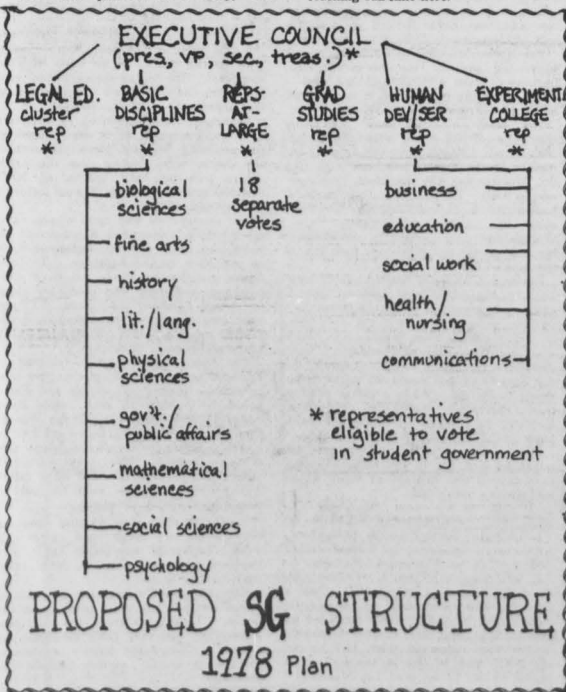 EXECUTIVE COUNCIL
(pres., VP, sec., treas.)*
LEGAL ED.
cluster
rep
*
BASIC
DISCIPLINES
rep
*
REPS-
AT-
LARGE
*
GRAD
STUDIES
rep
*
HUMAN
DEV/SER
rep
*
EXPERIMENT
COLLEGE
rep
*
biological
sciences
fine arts
history
lit./lang.
physical
sciences
gov't./
public affairs
mathematical
sciences
social sciences
psychology
18
separate
votes
business
education
social work
health/
nursing
communications
* representatives
eligible to vote
in student government
PROPOSED SG STRUCTURE
1978 Plan